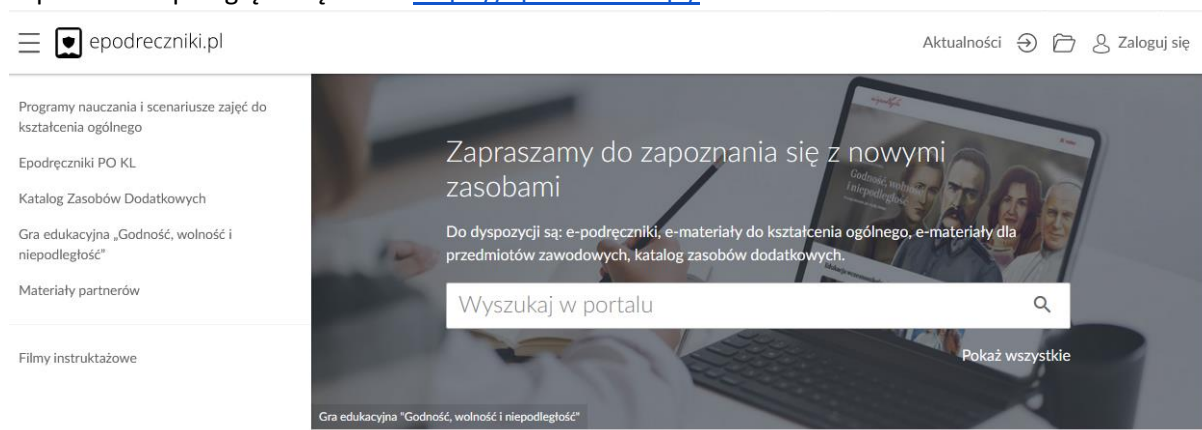 epodreczniki.pl
Aktualności
Zaloguj się
Programy nauczania i scenariusze zajęć do
kształcenia ogólnego
Epodręczniki PO KL
Katalog Zasobów Dodatkowych
Gra edukacyjna „Godność, wolność i
niepodległość”
Materiały partnerów
Filmy instruktażowe
Zapraszamy do zapoznania się z nowymi
zasobami
Do dyspozycji są: e-podręczniki, e-materiały do kształcenia ogólnego, e-materiały dla
przedmiotów zawodowych, katalog zasobów dodatkowych.
Wyszukaj w portalu
Pokaż wszystkie
Godność, wolność
i niepodległość
Gra edukacyjna "Godność, wolność i niepodległość"